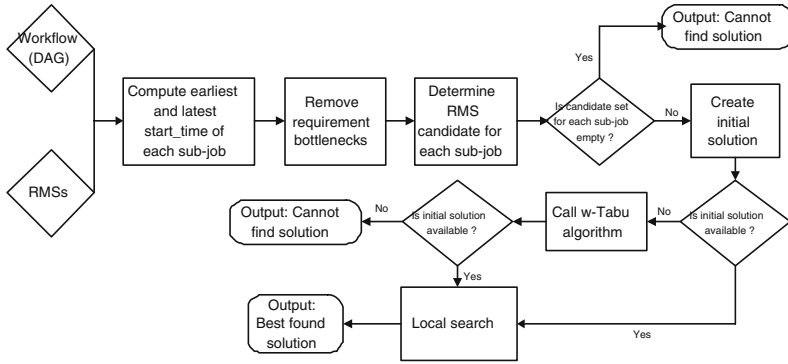 Workflow
(DAG)
RMSs
Compute earliest
and latest
start_time of
each sub-job
Remove
requirement
bottlenecks
Determine
RMS
candidate for
each sub-job
Is candidate set
for each sub-job
empty ?
Yes
Output: Cannot
find solution
No
Create
initial
solution
Is initial solution
available ?
No
Call w-Tabu
algorithm
Is initial solution
available ?
No
Output: Cannot
find solution
Yes
Yes
Local search
Output:
Best found
solution